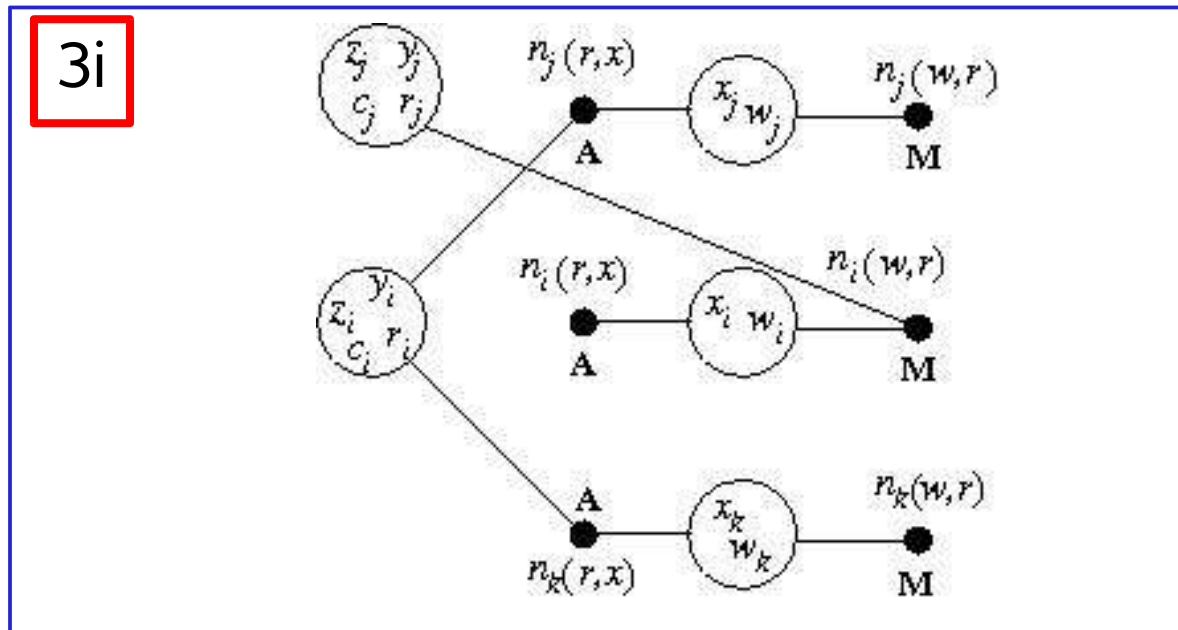 3i
z_j y_j
c_j r_j
n_j(r,x)
A
x_j w_j
n_j(w,r)
M
y_i
z_i r_i
c_i
n_i(r,x)
A
x_i w_i
n_i(w,r)
M
A
n_k(r,x)
x_k
w_k
n_k(w,r)
M